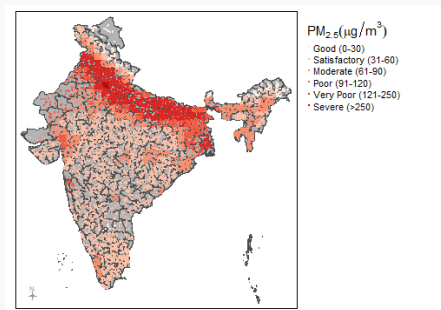 PM2.5(μg/m3)
Good (0-30)
Satisfactory (31-60)
Moderate (61-90)
Poor (91-120)
Very Poor (121-250)
Severe (>250)
N